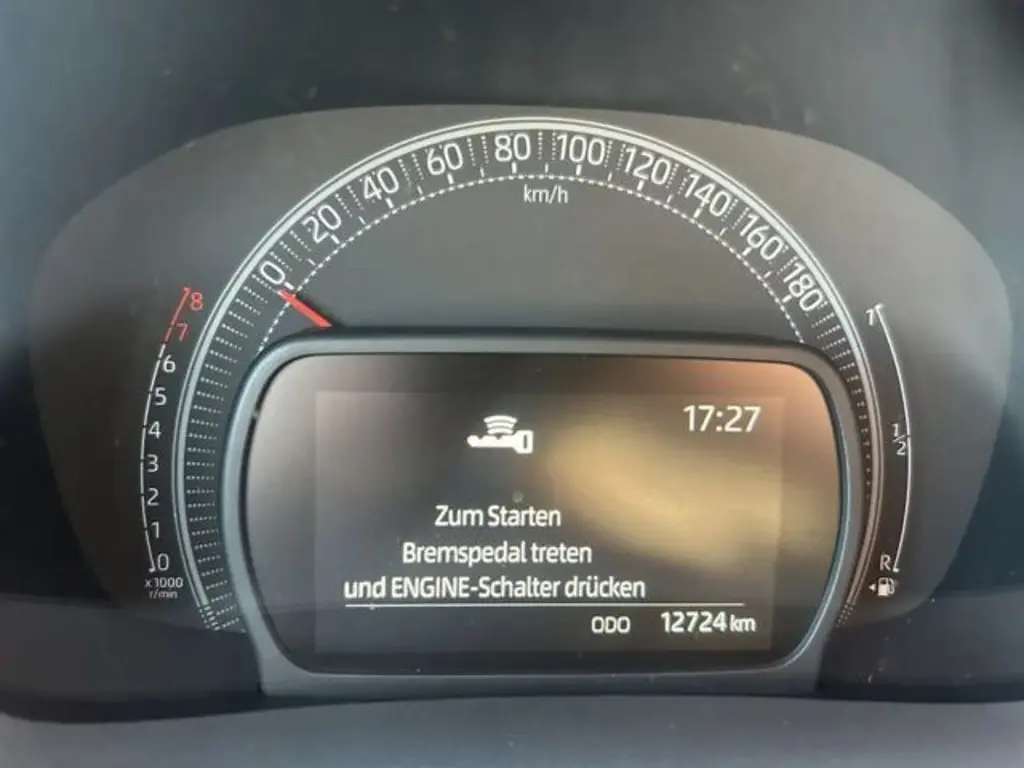 0 20 40 60 80 100 120 140 160 180
km/h
8
7
6
5
4
3
2
1
0
x1000
r/min
17:27
Zum Starten
Bremspedal treten
und ENGINE-Schalter drücken
ODO 12724 km
1
1/2
R